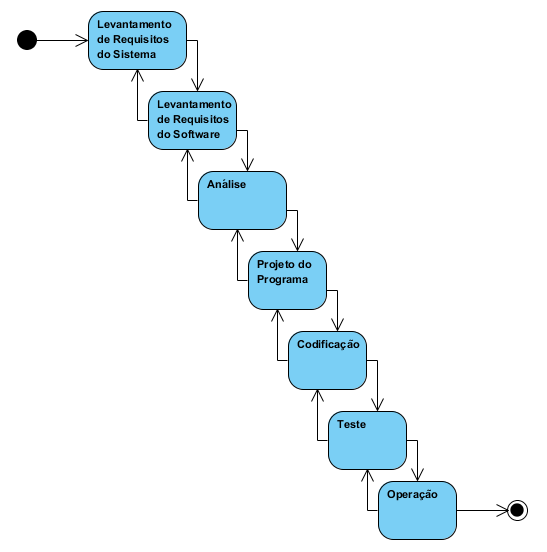 Levantamento
de Requisitos
do Sistema
Levantamento
de Requisitos
do Software
Análise
Projeto do
Programa
Codificação
Teste
Operação